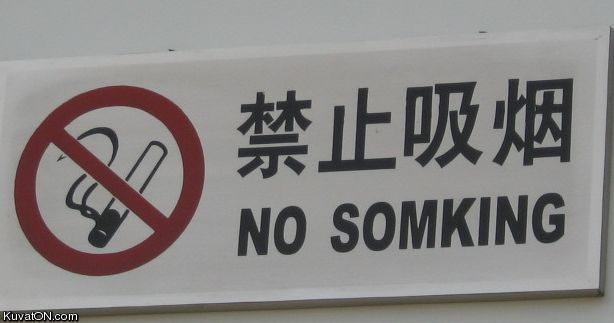 禁止吸烟
NO SOMKING
KuvatON.com